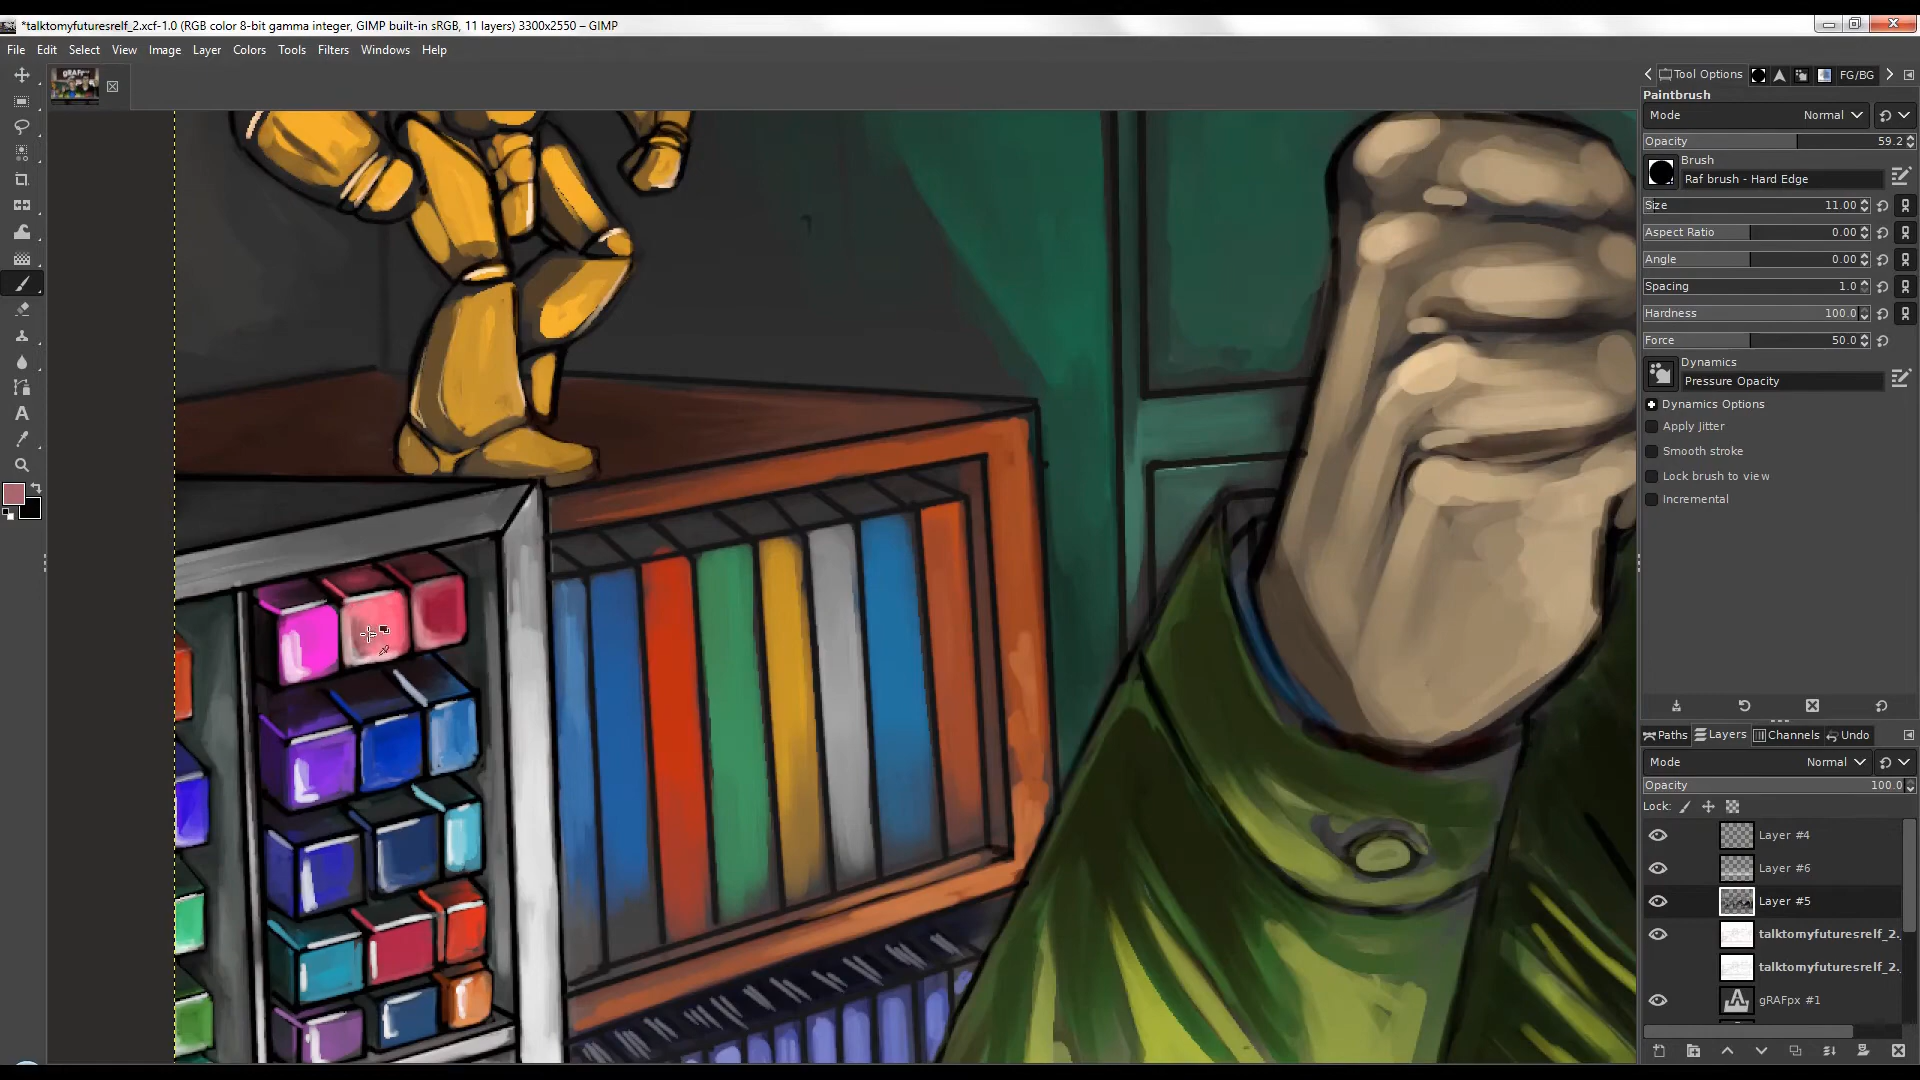 *talktomyfuturesrelf_2.xcf-1.0 (RGB color 8-bit gamma integer, GIMP built-in sRGB, 11 layers) 3300x2550 – GIMP
File Edit Select View Image Layer Colors Tools Filters Windows Help
Tool Options FG/BG
Paintbrush
Mode Normal
Opacity 59.2
Brush
Raf brush - Hard Edge
Size 11.00
Aspect Ratio 0.00
Angle 0.00
Spacing 1.0
Hardness 100.0
Force 50.0
Dynamics
Pressure Opacity
Dynamics Options
Apply Jitter
Smooth stroke
Lock brush to view
Incremental
Paths Layers Channels Undo
Mode Normal
Opacity 100.0
Lock:
Layer #4
Layer #6
Layer #5
talktomyfuturesrelf_2.
talktomyfuturesrelf_2.
gRAFpx #1